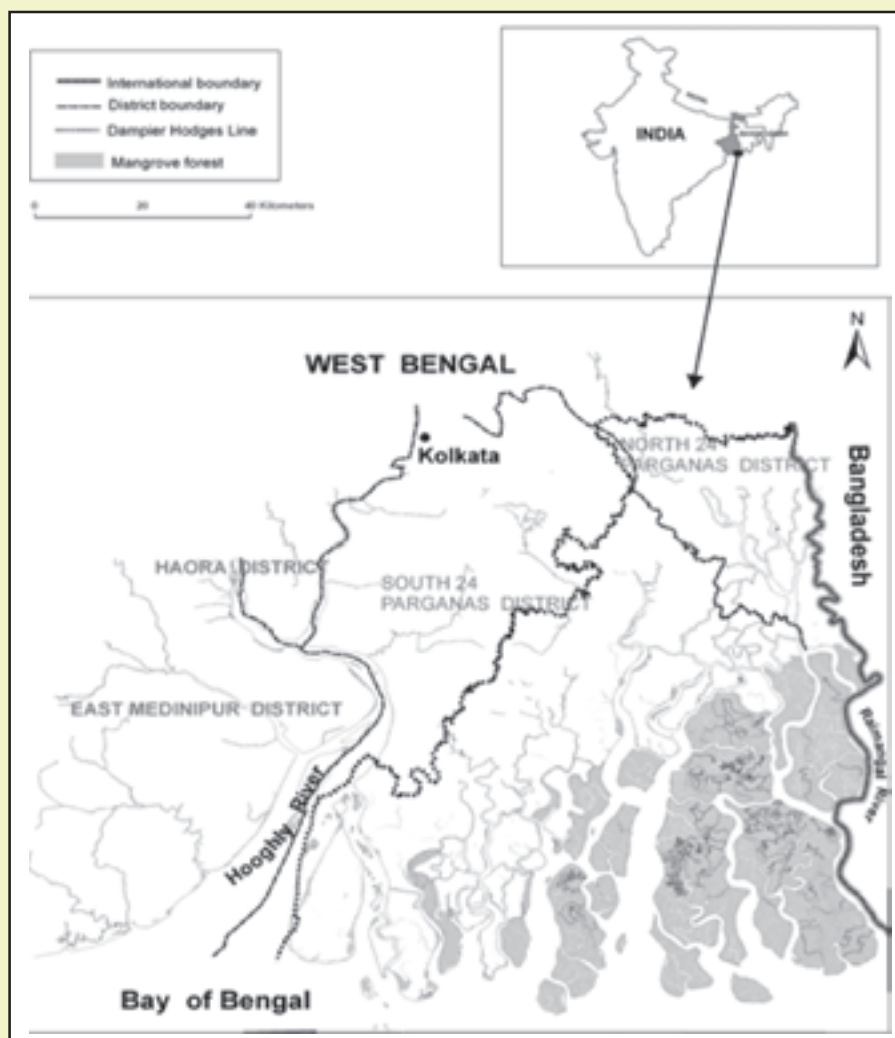 International boundary
District boundary
Dampier Hodges Line
Mangrove forest
0 20 40 Kilometers
INDIA
N
WEST BENGAL
Kolkata
NORTH 24
PARGANAS DISTRICT
Bangladesh
HAORA DISTRICT
SOUTH 24
PARGANAS DISTRICT
EAST MEDINIPUR DISTRICT
Raimangal River
Hooghly River
Bay of Bengal